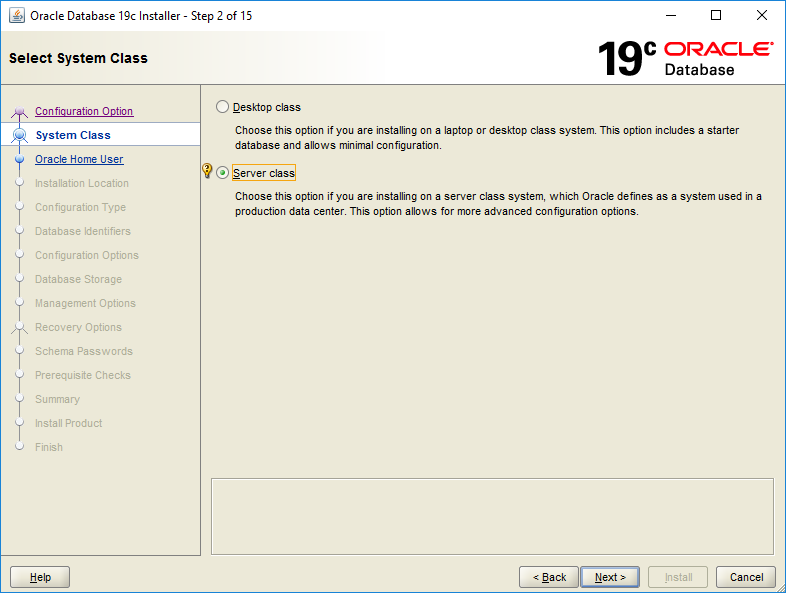 Oracle Database 19c Installer - Step 2 of 15
Select System Class
19c ORACLE
Database
Configuration Option
System Class
Oracle Home User
Installation Location
Configuration Type
Database Identifiers
Configuration Options
Database Storage
Management Options
Recovery Options
Schema Passwords
Prerequisite Checks
Summary
Install Product
Finish
Desktop class
Choose this option if you are installing on a laptop or desktop class system. This option includes a starter
database and allows minimal configuration.
Server class
Choose this option if you are installing on a server class system, which Oracle defines as a system used in a
production data center. This option allows for more advanced configuration options.
Help
< Back
Next >
Install
Cancel